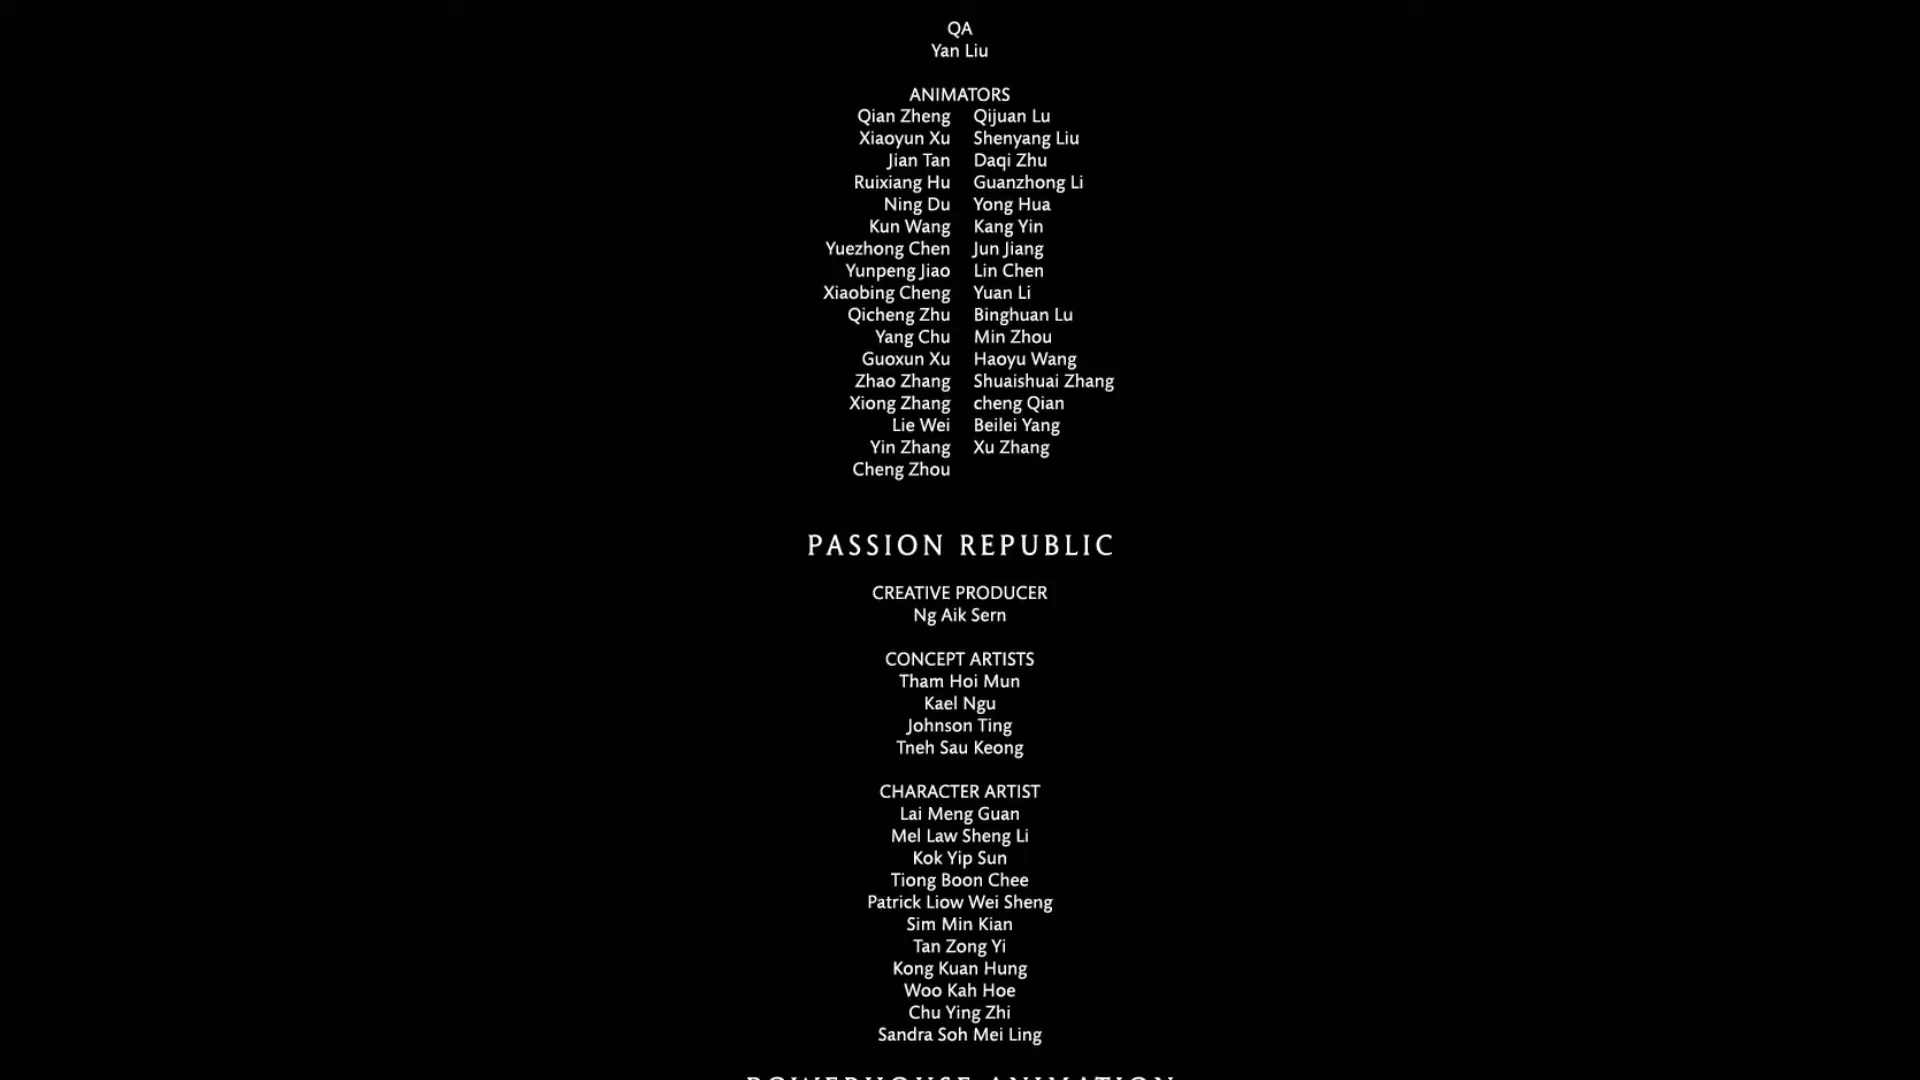 QA
Yan Liu
ANIMATORS
Qian Zheng Qijuan Lu
Xiaoyun Xu Shenyang Liu
Jian Tan Daqi Zhu
Ruixiang Hu Guanzhong Li
Ning Du Yong Hua
Kun Wang Kang Yin
Yuezhong Chen Jun Jiang
Yunpeng Jiao Lin Chen
Xiaobing Cheng Yuan Li
Qicheng Zhu Binghuan Lu
Yang Chu Min Zhou
Guoxun Xu Haoyu Wang
Zhao Zhang Shuaishuai Zhang
Xiong Zhang cheng Qian
Lie Wei Beilei Yang
Yin Zhang Xu Zhang
Cheng Zhou
PASSION REPUBLIC
CREATIVE PRODUCER
Ng Aik Sern
CONCEPT ARTISTS
Tham Hoi Mun
Kael Ngu
Johnson Ting
Tneh Sau Keong
CHARACTER ARTIST
Lai Meng Guan
Mel Law Sheng Li
Kok Yip Sun
Tiong Boon Chee
Patrick Liow Wei Sheng
Sim Min Kian
Tan Zong Yi
Kong Kuan Hung
Woo Kah Hoe
Chu Ying Zhi
Sandra Soh Mei Ling
POWERHOUSE ANIMATION